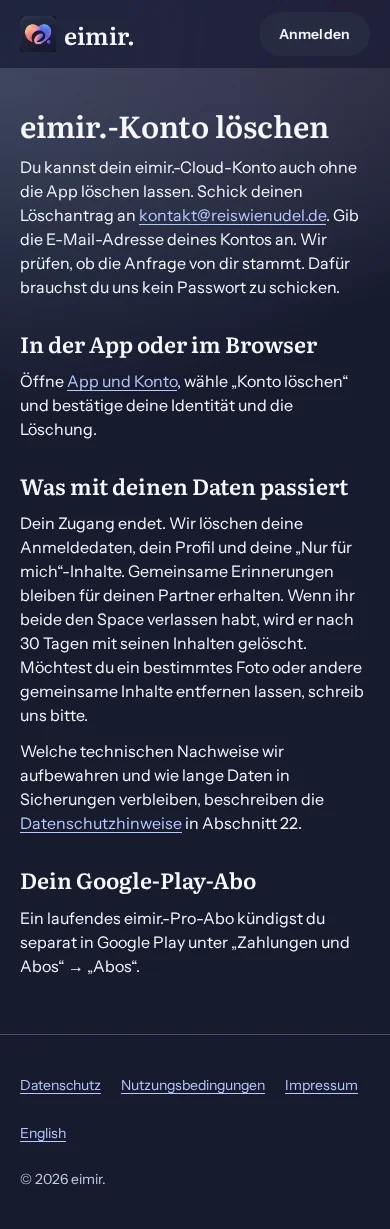 eimir.
Anmelden
eimir.-Konto löschen
Du kannst dein eimir.-Cloud-Konto auch ohne
die App löschen lassen. Schick deinen
Löschantrag an kontakt@reiswienudel.de. Gib
die E-Mail-Adresse deines Kontos an. Wir
prüfen, ob die Anfrage von dir stammt. Dafür
brauchst du uns kein Passwort zu schicken.
In der App oder im Browser
Öffne App und Konto, wähle „Konto löschen“
und bestätige deine Identität und die
Löschung.
Was mit deinen Daten passiert
Dein Zugang endet. Wir löschen deine
Anmeldedaten, dein Profil und deine „Nur für
mich“-Inhalte. Gemeinsame Erinnerungen
bleiben für deinen Partner erhalten. Wenn ihr
beide den Space verlassen habt, wird er nach
30 Tagen mit seinen Inhalten gelöscht.
Möchtest du ein bestimmtes Foto oder andere
gemeinsame Inhalte entfernen lassen, schreib
uns bitte.
Welche technischen Nachweise wir
aufbewahren und wie lange Daten in
Sicherungen verbleiben, beschreiben die
Datenschutzhinweise in Abschnitt 22.
Dein Google-Play-Abo
Ein laufendes eimir.-Pro-Abo kündigst du
separat in Google Play unter „Zahlungen und
Abos“ → „Abos“.
Datenschutz Nutzungsbedingungen Impressum
English
© 2026 eimir.